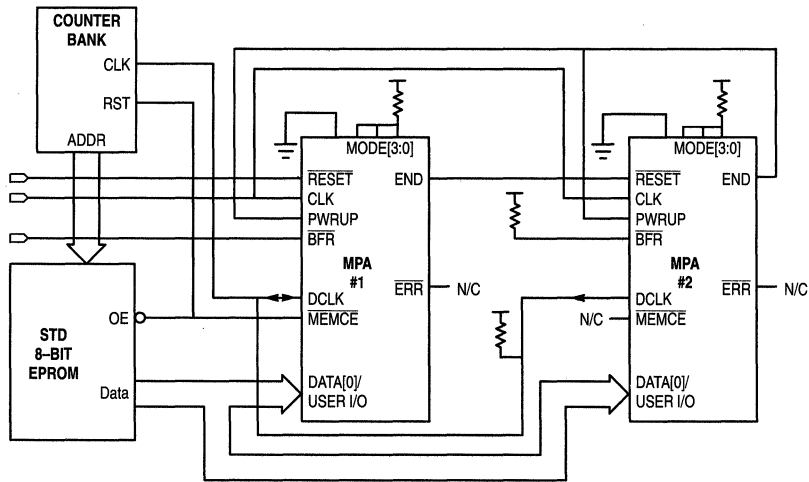 COUNTER
BANK
CLK
RST
ADDR
MODE[3:0]
MODE[3:0]
RESET
END
CLK
PWRUP
BFR
MPA
#1
ERR
N/C
DCLK
MEMCE
DATA[0]/
USER I/O
RESET
END
CLK
PWRUP
BFR
MPA
#2
ERR
N/C
DCLK
N/C
MEMCE
DATA[0]/
USER I/O
OE
STD
8–BIT
EPROM
Data